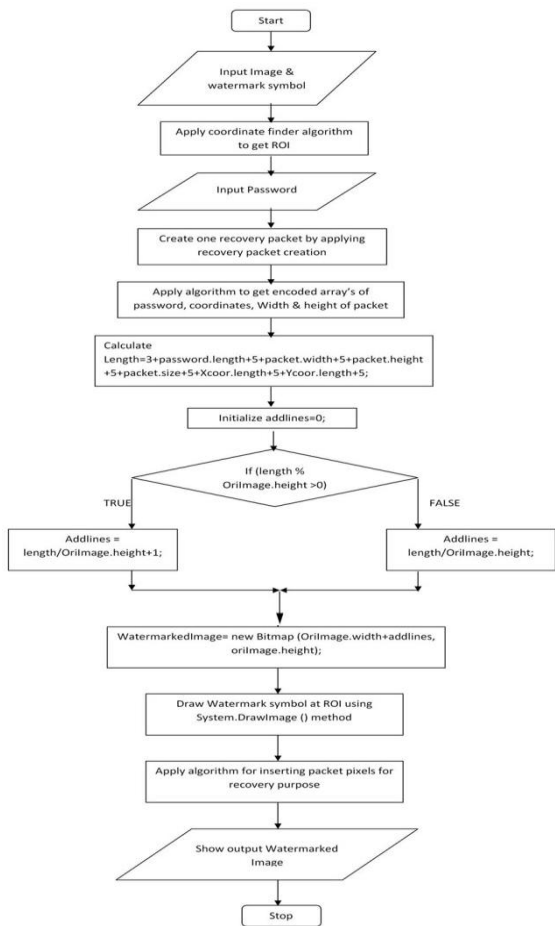 Start
Input Image &
watermark symbol
Apply coordinate finder algorithm
to get ROI
Input Password
Create one recovery packet by applying
recovery packet creation
Apply algorithm to get encoded array's of
password, coordinates, Width & height of packet
Calculate
Length=3+password.length+5+packet.width+5+packet.height
+5+packet.size+5+Xcoor.length+5+Ycoor.length+5;
Initialize addlines=0;
If (length %
OriImage.height >0)
TRUE
FALSE
Addlines =
length/OriImage.height+1;
Addlines =
length/OriImage.height;
WatermarkedImage= new Bitmap (OriImage.width+addlines,
oriImage.height);
Draw Watermark symbol at ROI using
System.DrawImage () method
Apply algorithm for inserting packet pixels for
recovery purpose
Show output Watermarked
Image
Stop